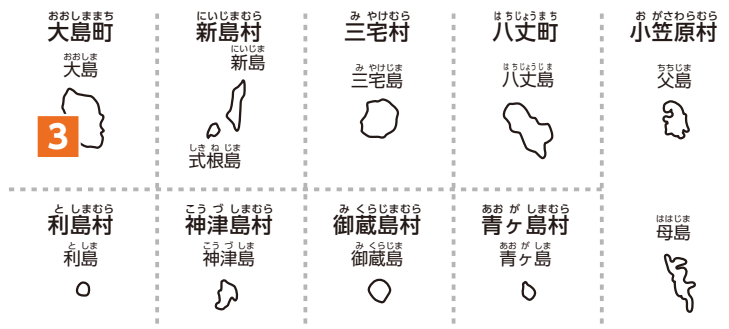 おおしままち
大島町
おおしま
大島
3
にいじまむら
新島村
にいじま
新島
しきねじま
式根島
みやけむら
三宅村
みやけじま
三宅島
はちじょうまち
八丈町
はちじょうじま
八丈島
おがさわらむら
小笠原村
ちちじま
父島
ははじま
母島
としまむら
利島村
としま
利島
こうづしまむら
神津島村
こうづしま
神津島
みくらじまむら
御蔵島村
みくらじま
御蔵島
あおがしまむら
青ヶ島村
あおがしま
青ヶ島